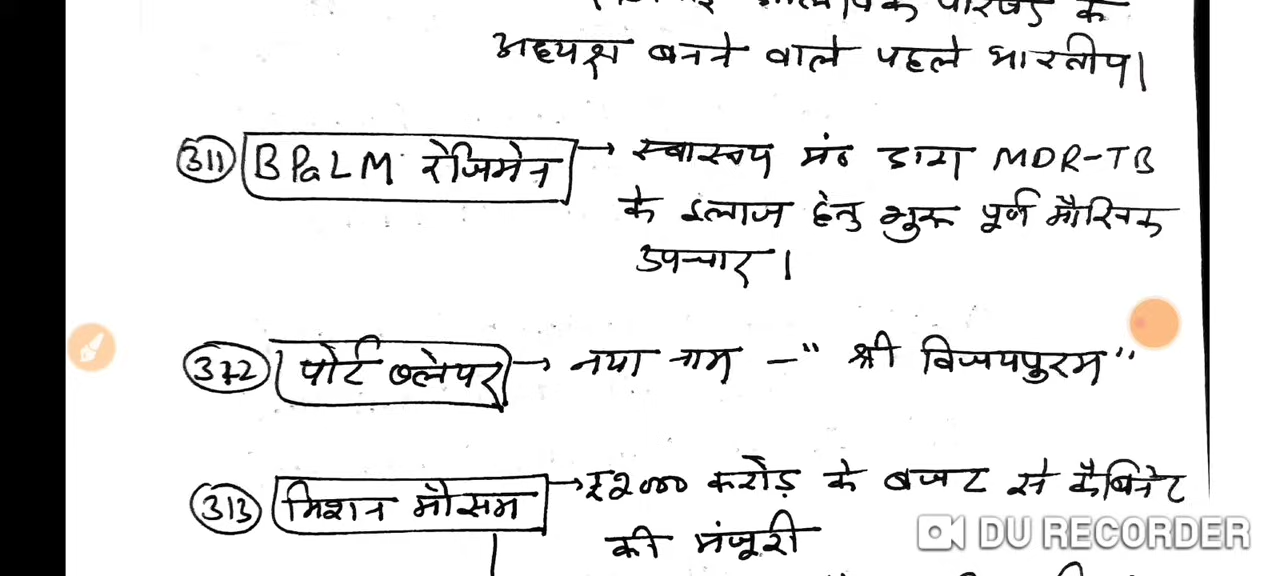 के
अध्यक्ष बनने वाले पहले भारतीय।
311 BPaLM रेजिमेन → स्वास्थ्य मंo द्वारा MDR-TB
के इलाज हेतु शुरू पूर्ण मौखिक
उपचार।
312 पोर्ट ब्लेयर → नया नाम - " श्री विजयपुरम "
313 मिशन मौसम → ₹2000 करोड़ के बजट से कैबिनेट
की मंजूरी
DU RECORDER